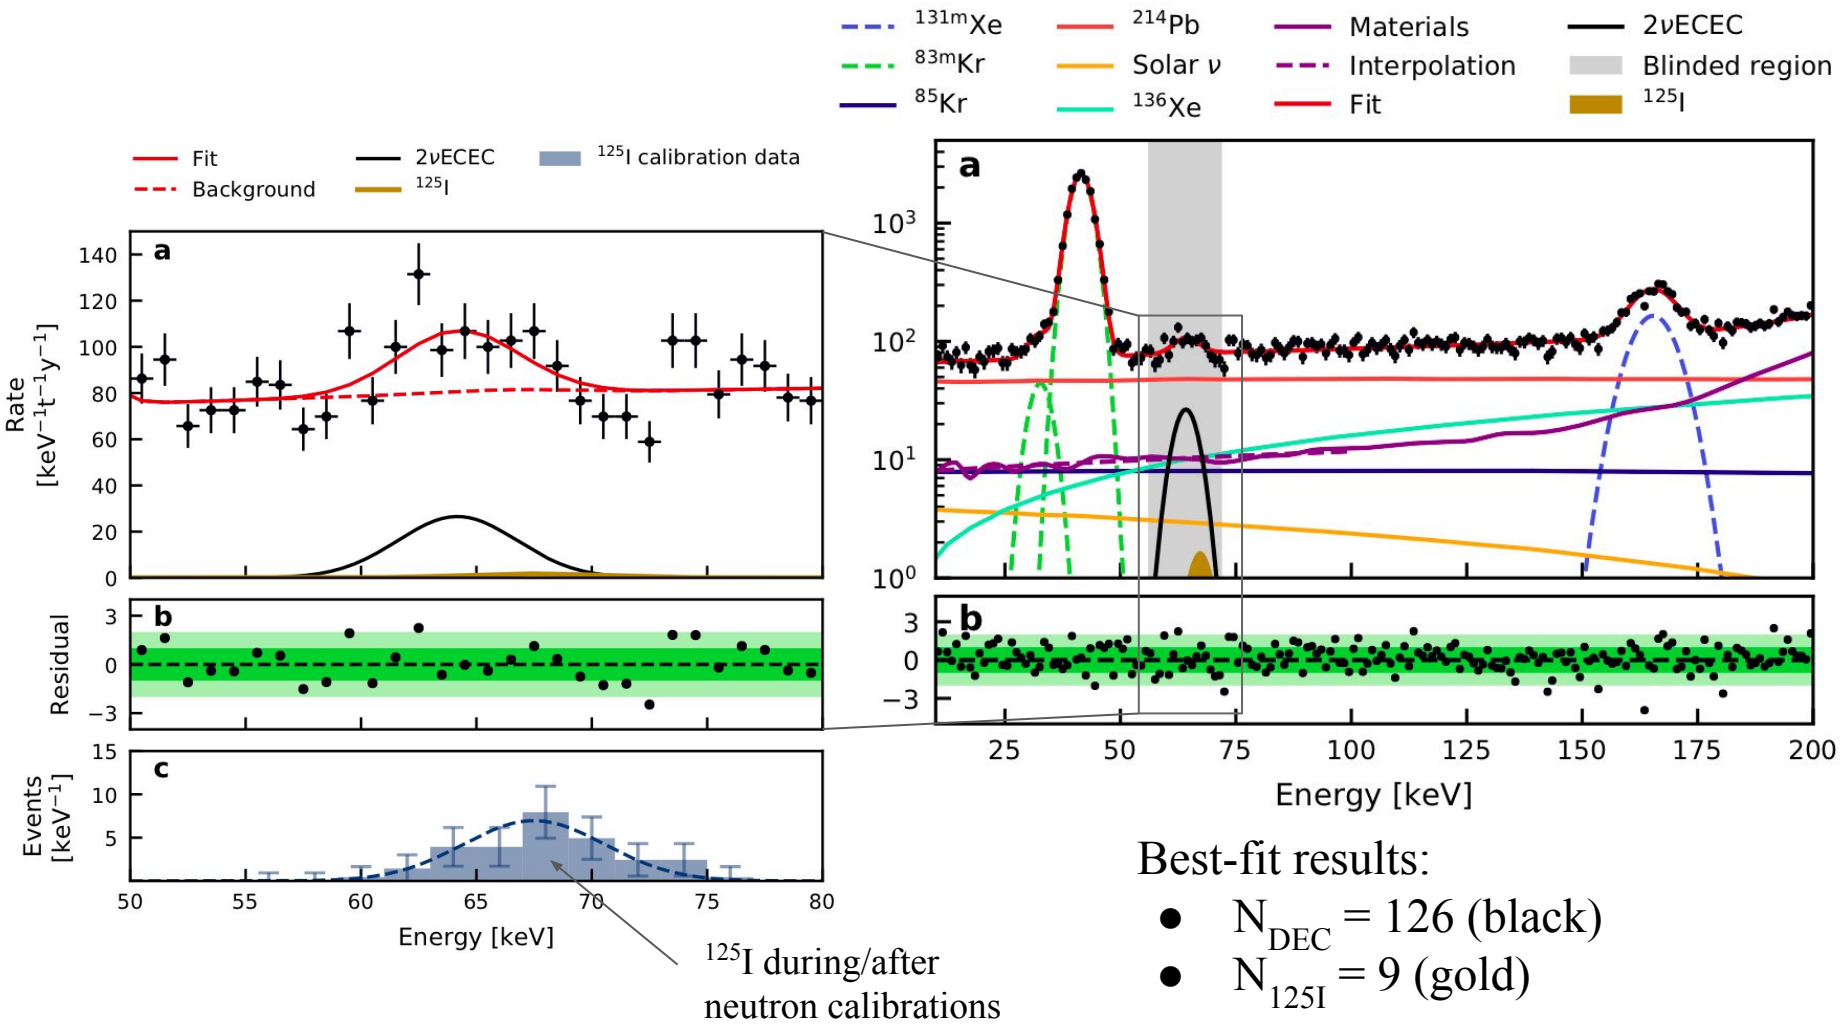 131mXe
214Pb
Materials
2νECEC
83mKr
Solar ν
Interpolation
Blinded region
85Kr
136Xe
Fit
125I
Fit
2νECEC
125I calibration data
Background
125I
a
140
120
100
80
60
40
20
0
Rate
[keV⁻¹t⁻¹y⁻¹]
b
3
0
−3
Residual
c
15
10
5
Events
[keV⁻¹]
50 55 60 65 70 75 80
Energy [keV]
125I during/after
neutron calibrations
a
10³
10²
10¹
10⁰
b
3
0
−3
25 50 75 100 125 150 175 200
Energy [keV]
Best-fit results:
● NDEC = 126 (black)
● N125I = 9 (gold)